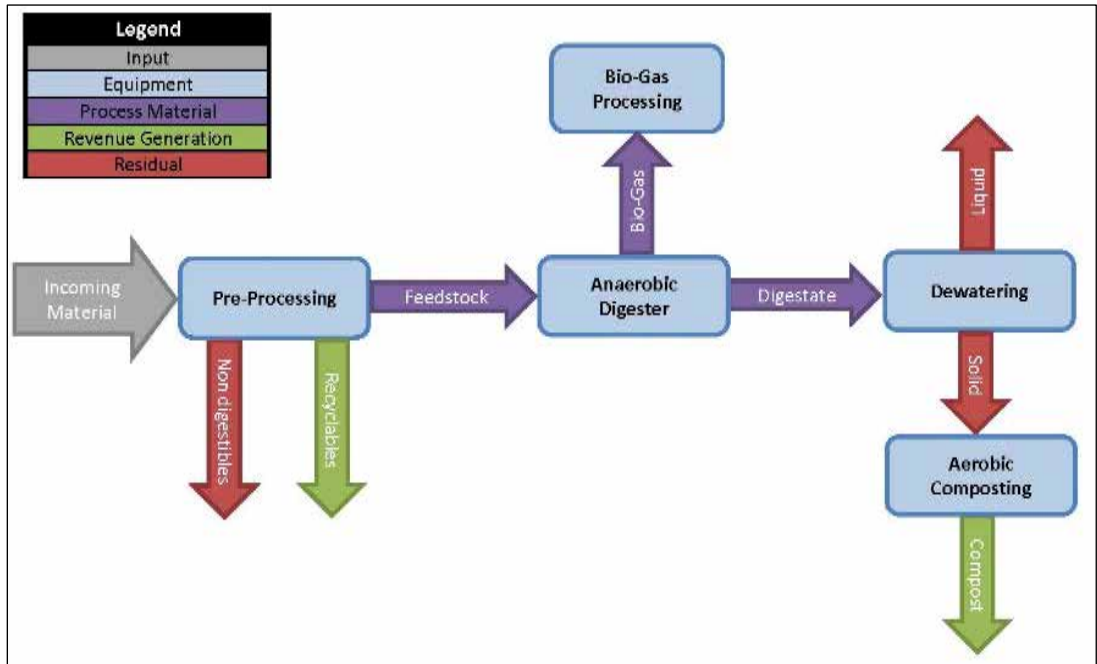 Legend
Input
Equipment
Process Material
Revenue Generation
Residual
Bio-Gas
Processing
Bio-Gas
Liquid
Incoming
Material
Pre-Processing
Feedstock
Anaerobic
Digester
Digestate
Dewatering
Non digestibles
Recyclables
Solid
Aerobic
Composting
Compost